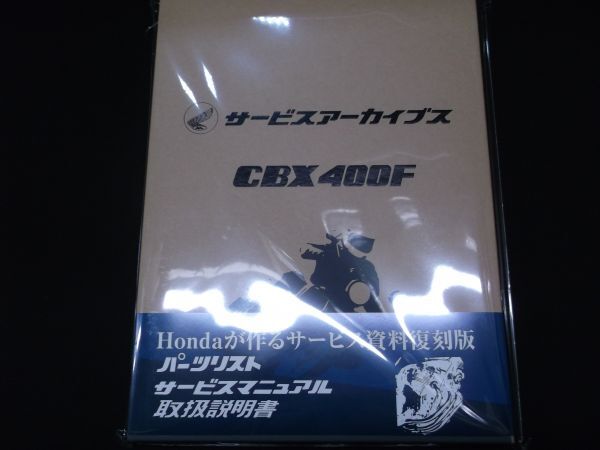 サービスアーカイブス
CBX400F
Hondaが作るサービス資料復刻版
パーツリスト
サービスマニュアル
取扱説明書